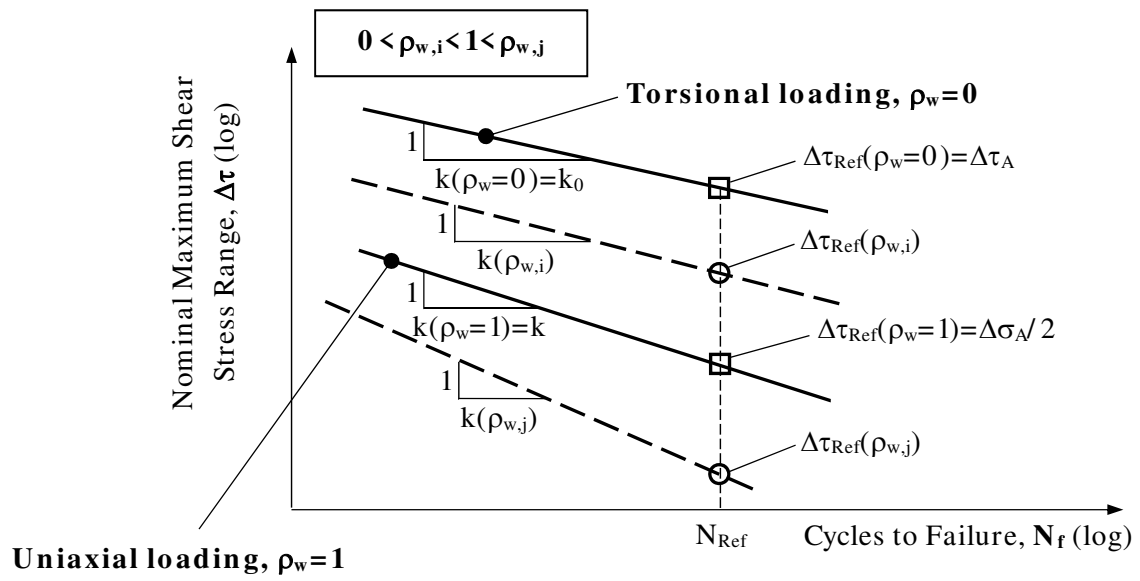 0 < ρw,i < 1 < ρw,j
Nominal Maximum Shear
Stress Range, Δτ (log)
Torsional loading, ρw=0
1
k(ρw=0)=k0
ΔτRef(ρw=0)=ΔτA
1
k(ρw,i)
ΔτRef(ρw,i)
1
k(ρw=1)=k
ΔτRef(ρw=1)=ΔσA/2
1
k(ρw,j)
ΔτRef(ρw,j)
NRef
Cycles to Failure, Nf (log)
Uniaxial loading, ρw=1